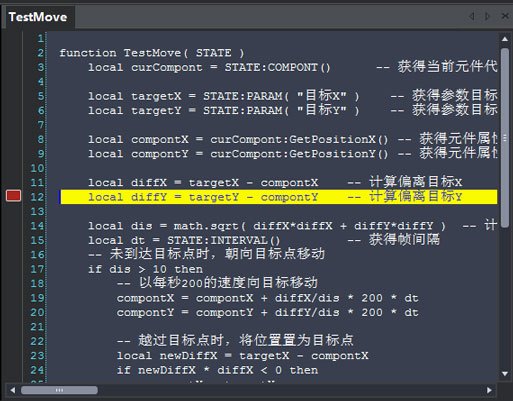 TestMove
1
2 function TestMove( STATE )
3 local curCompont = STATE:COMPONT() -- 获得当前元件代
4
5 local targetX = STATE:PARAM( "目标X" ) -- 获得参数目标
6 local targetY = STATE:PARAM( "目标Y" ) -- 获得参数目标
7
8 local compontX = curCompont:GetPositionX() -- 获得元件属性
9 local compontY = curCompont:GetPositionY() -- 获得元件属性
10
11 local diffX = targetX - compontX -- 计算偏离目标X
12 local diffY = targetY - compontY -- 计算偏离目标Y
13
14 local dis = math.sqrt( diffX*diffX + diffY*diffY ) -- 计
15 local dt = STATE:INTERVAL() -- 获得帧间隔
16 -- 未到达目标点时，朝向目标点移动
17 if dis > 10 then
18 -- 以每秒200的速度向目标移动
19 compontX = compontX + diffX/dis * 200 * dt
20 compontY = compontY + diffY/dis * 200 * dt
21
22 -- 越过目标点时，将位置置为目标点
23 local newDiffX = targetX - compontX
24 if newDiffX * diffX < 0 then